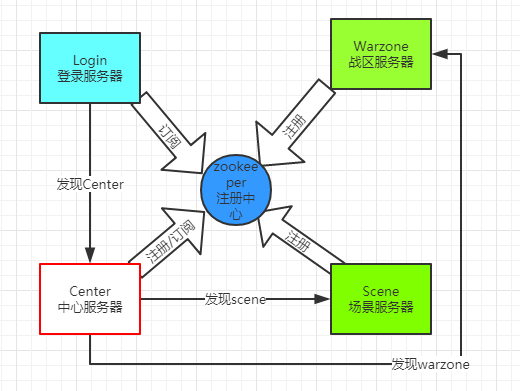 Login
登录服务器
Warzone
战区服务器
订阅
注册
zookee
per
注册中
心
发现Center
注册/订阅
注册
Center
中心服务器
发现scene
Scene
场景服务器
发现warzone